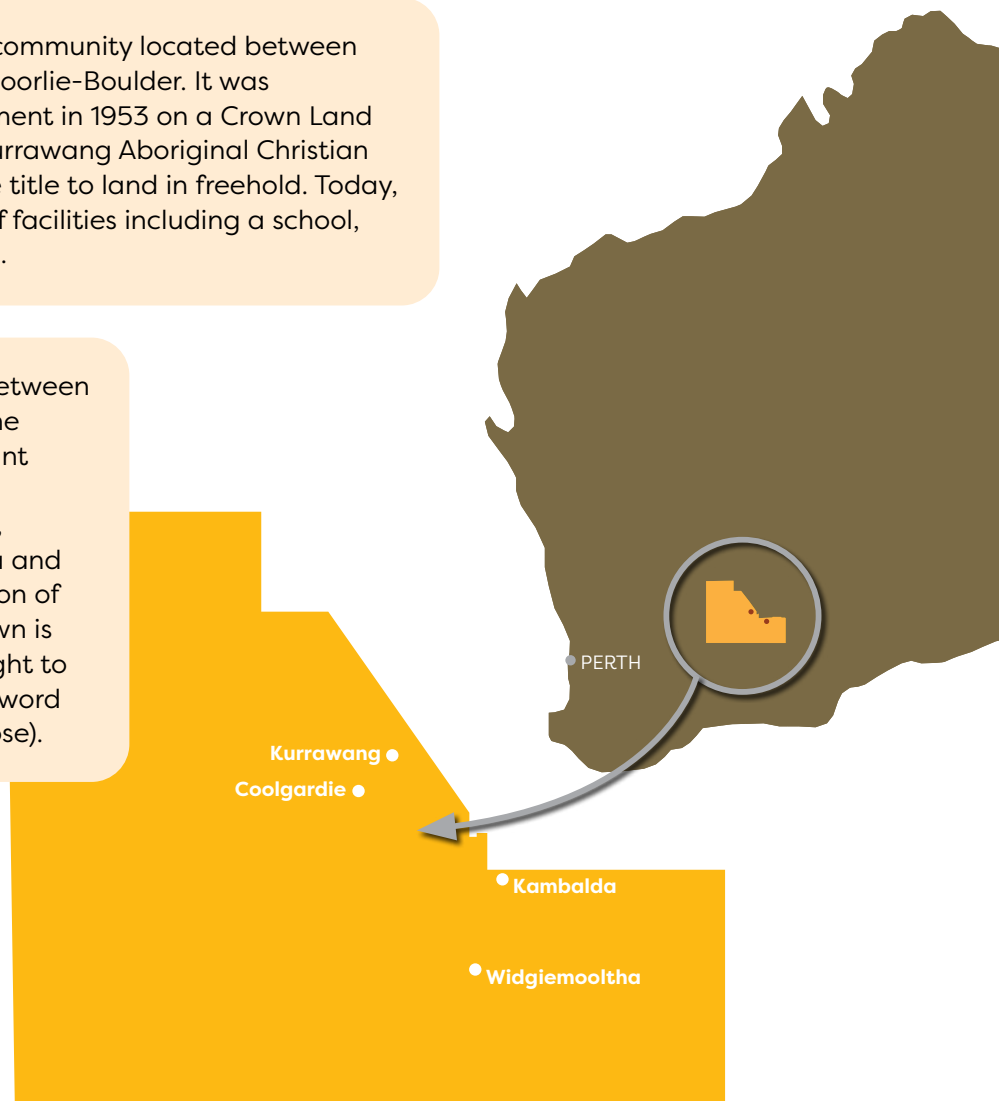 community located between
oorlie-Boulder. It was
ment in 1953 on a Crown Land
urrawang Aboriginal Christian
e title to land in freehold. Today,
f facilities including a school,
.
etween
ne
nt
,
and
on of
wn is
ght to
word
ose).
PERTH
Kurrawang
Coolgardie
Kambalda
Widgiemooltha